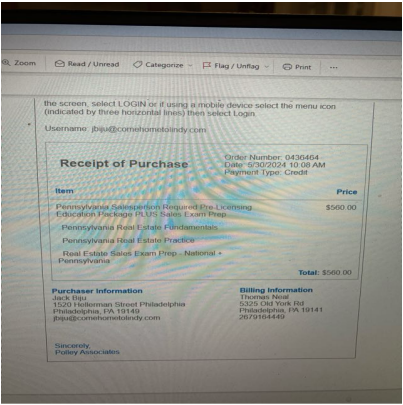 Zoom Read / Unread Categorize Flag / Unflag Print ...
the screen, select LOGIN or if using a mobile device select the menu icon
(indicated by three horizontal lines) then select Login
Username: jbiju@comehometolindy.com
Receipt of Purchase
Order Number: 0436464
Date: 5/30/2024 10:08 AM
Payment Type: Credit
Item Price
Pennsylvania Salesperson Required Pre-Licensing $560.00
Education Package PLUS Sales Exam Prep
Pennsylvania Real Estate Fundamentals
Pennsylvania Real Estate Practice
Real Estate Sales Exam Prep - National +
Pennsylvania
Total: $560.00
Purchaser Information
Jack Biju
1520 Hellerman Street Philadelphia
Philadelphia, PA 19149
jbiju@comehometolindy.com
Billing Information
Thomas Neal
5325 Old York Rd
Philadelphia, PA 19141
2679164449
Sincerely,
Polley Associates